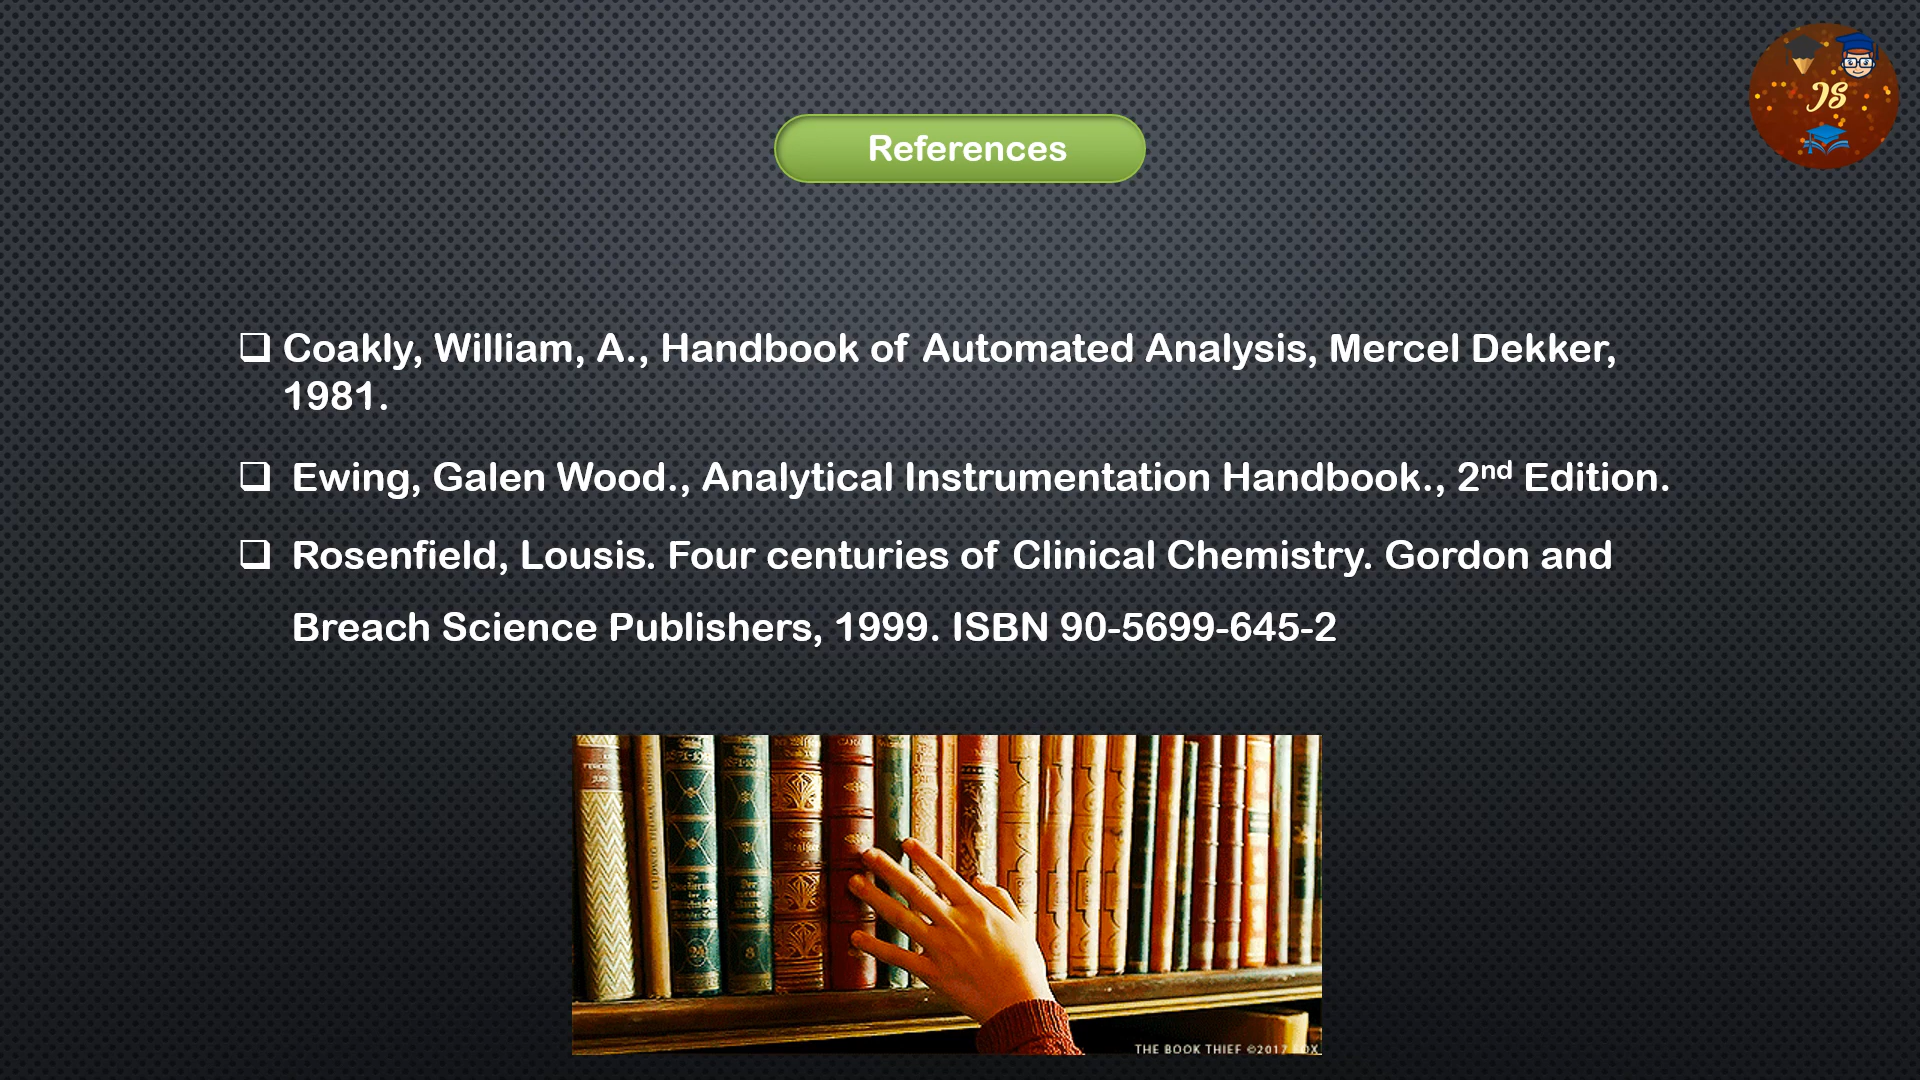 JS
References
Coakly, William, A., Handbook of Automated Analysis, Mercel Dekker,
1981.
Ewing, Galen Wood., Analytical Instrumentation Handbook., 2nd Edition.
Rosenfield, Lousis. Four centuries of Clinical Chemistry. Gordon and
Breach Science Publishers, 1999. ISBN 90-5699-645-2
THE BOOK THIEF ©2017 FOX